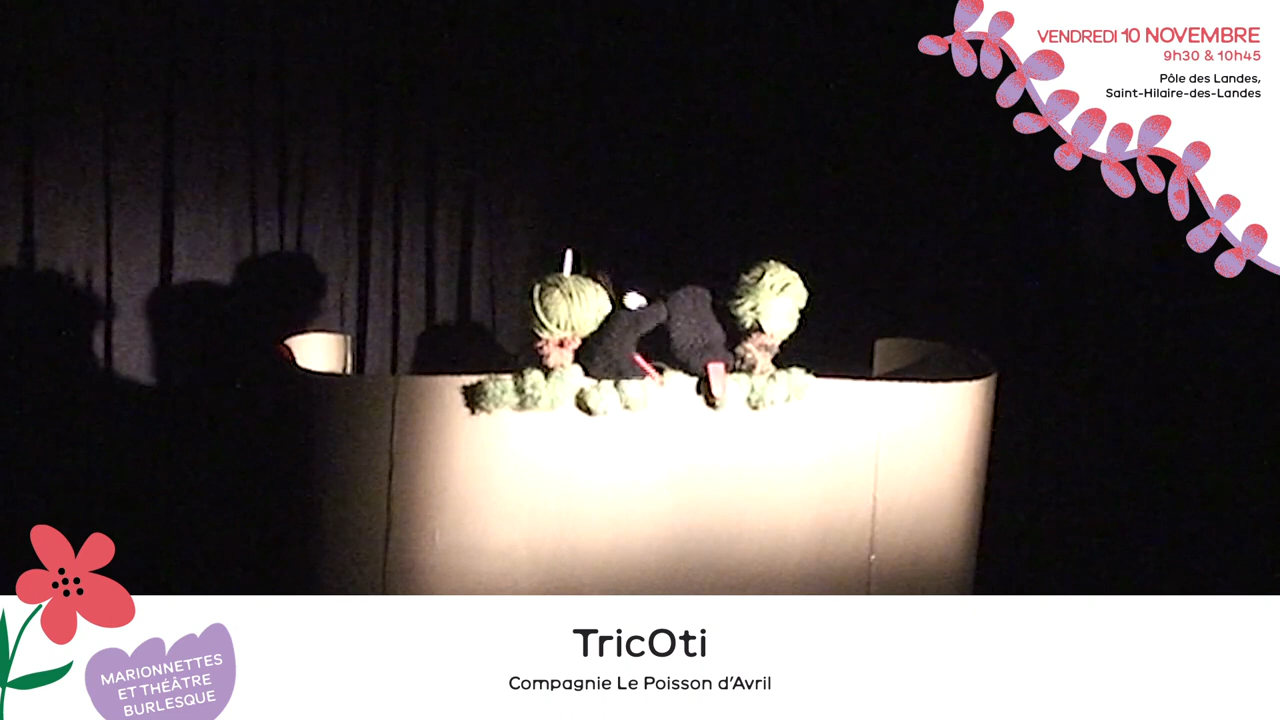 VENDREDI 10 NOVEMBRE
9h30 & 10h45
Pôle des Landes,
Saint-Hilaire-des-Landes
TricOti
Compagnie Le Poisson d'Avril
MARIONNETTES
ET THÉÂTRE
BURLESQUE